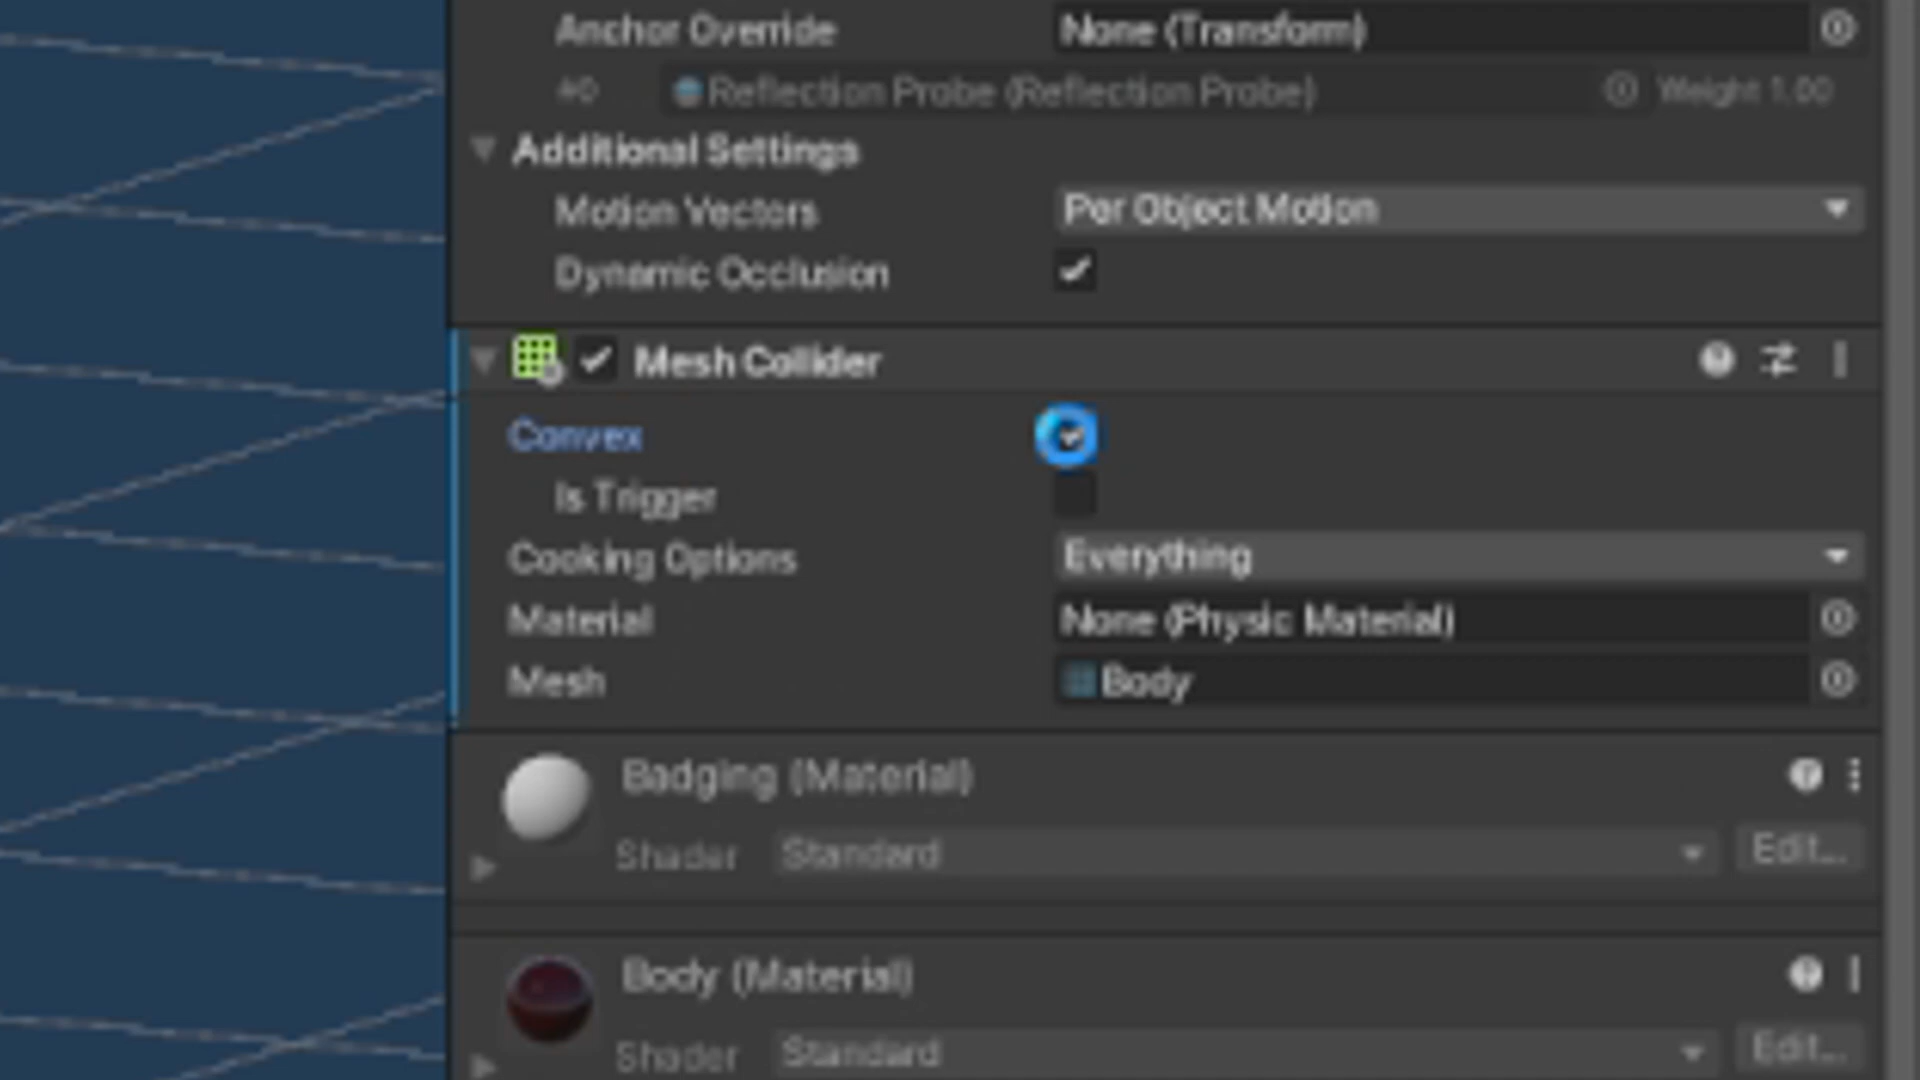 Anchor Override None (Transform)
#0 Reflection Probe (Reflection Probe) Weight 1.00
Additional Settings
Motion Vectors Per Object Motion
Dynamic Occlusion
Mesh Collider
Convex
Is Trigger
Cooking Options Everything
Material None (Physic Material)
Mesh Body
Badging (Material)
Shader Standard Edit...
Body (Material)
Shader Standard Edit...